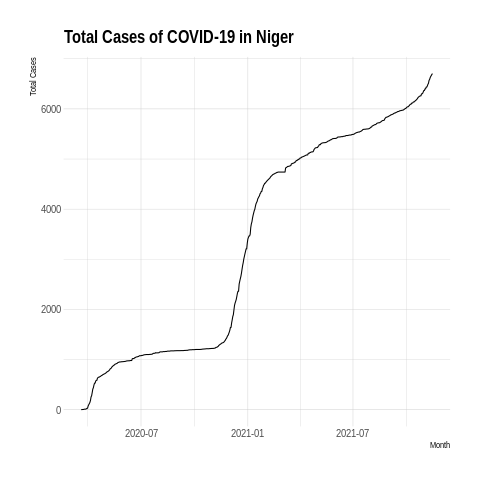 Total Cases of COVID-19 in Niger
Total Cases
6000
4000
2000
0
2020-07
2021-01
2021-07
Month